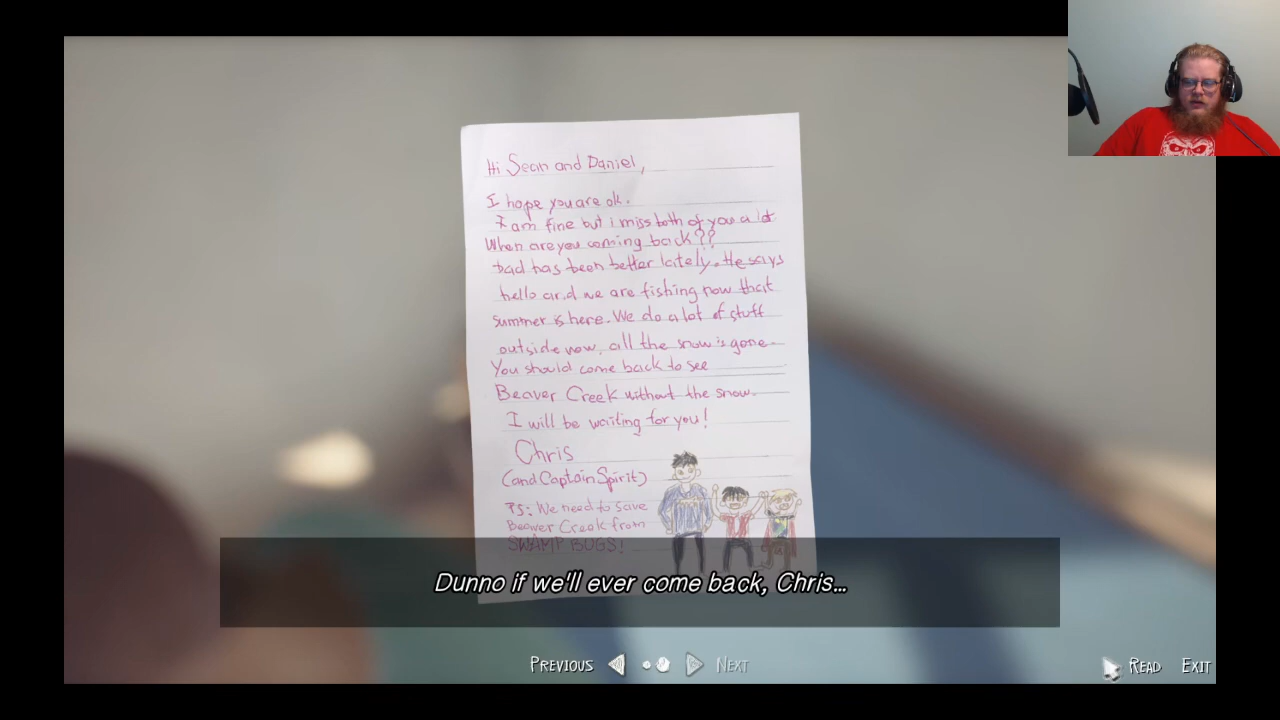 Hi Sean and Daniel,
I hope you are ok.
I am fine but i miss both of you a lot
When are you coming back??
Dad has been better lately. He says
hello and we are fishing now that
summer is here. We do a lot of stuff
outside now, all the snow is gone.
You should come back to see
Beaver Creek without the snow.
I will be waiting for you!
Chris
(and Captain Spirit)
PS: We need to save
Beaver Creek from
SWAMP BUGS!
Dunno if we'll ever come back, Chris...
PREVIOUS
NEXT
READ
EXIT